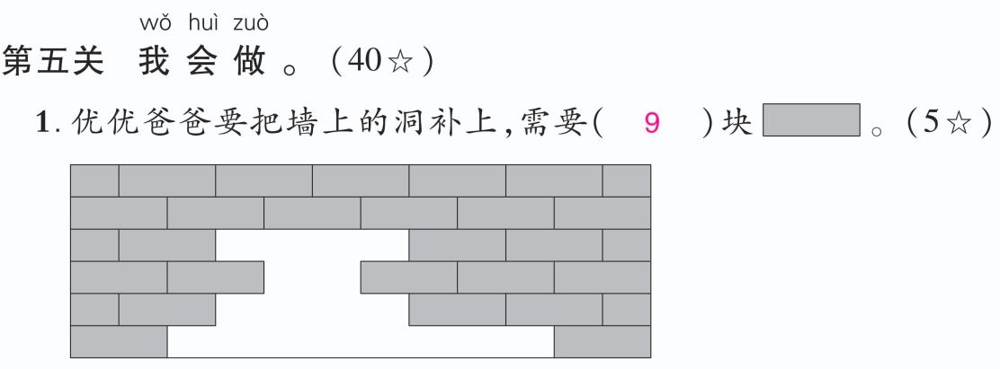 wǒ huì zuò
第五关 我会做。(40☆)
1. 优优爸爸要把墙上的洞补上,需要( 9 )块 。(5☆)